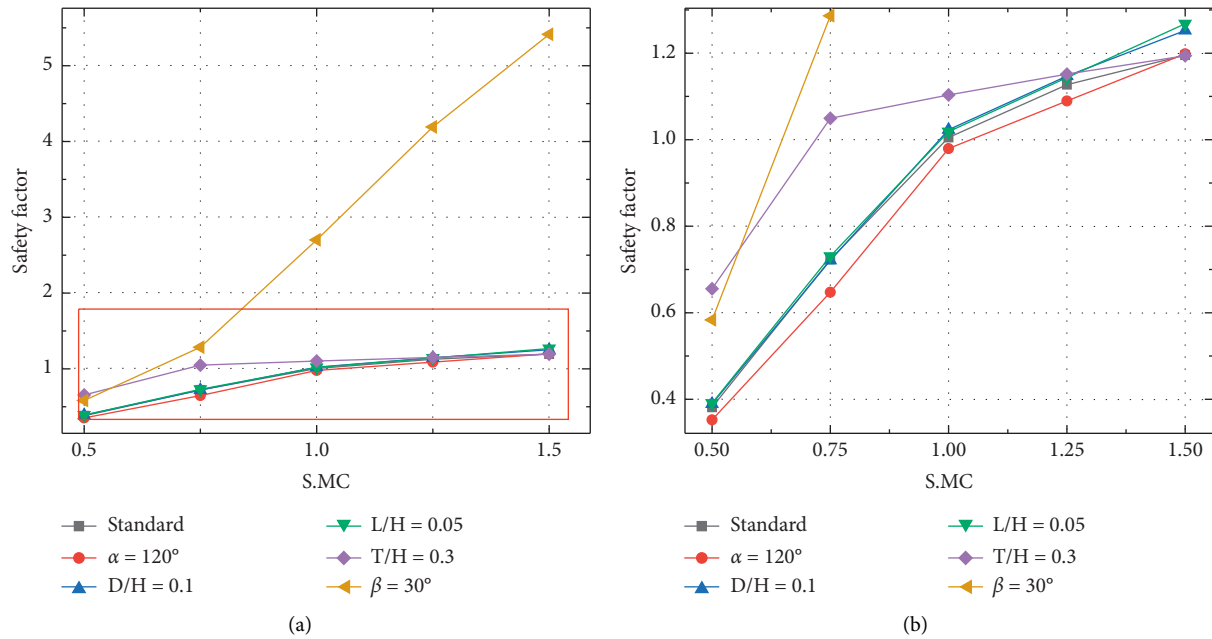 5
4
3
2
1
Safety factor
0.5
1.0
1.5
S.MC
Standard
α = 120°
D/H = 0.1
L/H = 0.05
T/H = 0.3
β = 30°
(a)
1.2
1.0
0.8
0.6
0.4
Safety factor
0.50
0.75
1.00
1.25
1.50
S.MC
Standard
α = 120°
D/H = 0.1
L/H = 0.05
T/H = 0.3
β = 30°
(b)